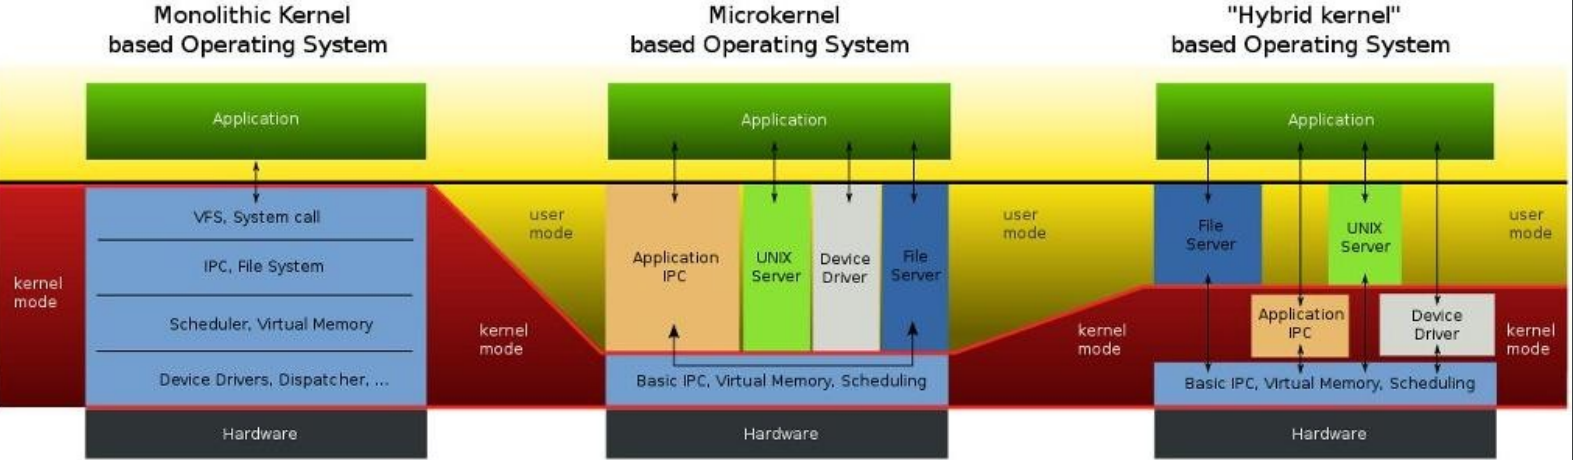 Monolithic Kernel
based Operating System
Application
VFS, System call
IPC, File System
Scheduler, Virtual Memory
Device Drivers, Dispatcher, ...
Hardware
kernel
mode
Microkernel
based Operating System
Application
user
mode
kernel
mode
Application
IPC
UNIX
Server
Device
Driver
File
Server
Basic IPC, Virtual Memory, Scheduling
Hardware
user
mode
kernel
mode
"Hybrid kernel"
based Operating System
Application
File
Server
UNIX
Server
user
mode
Application
IPC
Device
Driver
kernel
mode
Basic IPC, Virtual Memory, Scheduling
Hardware